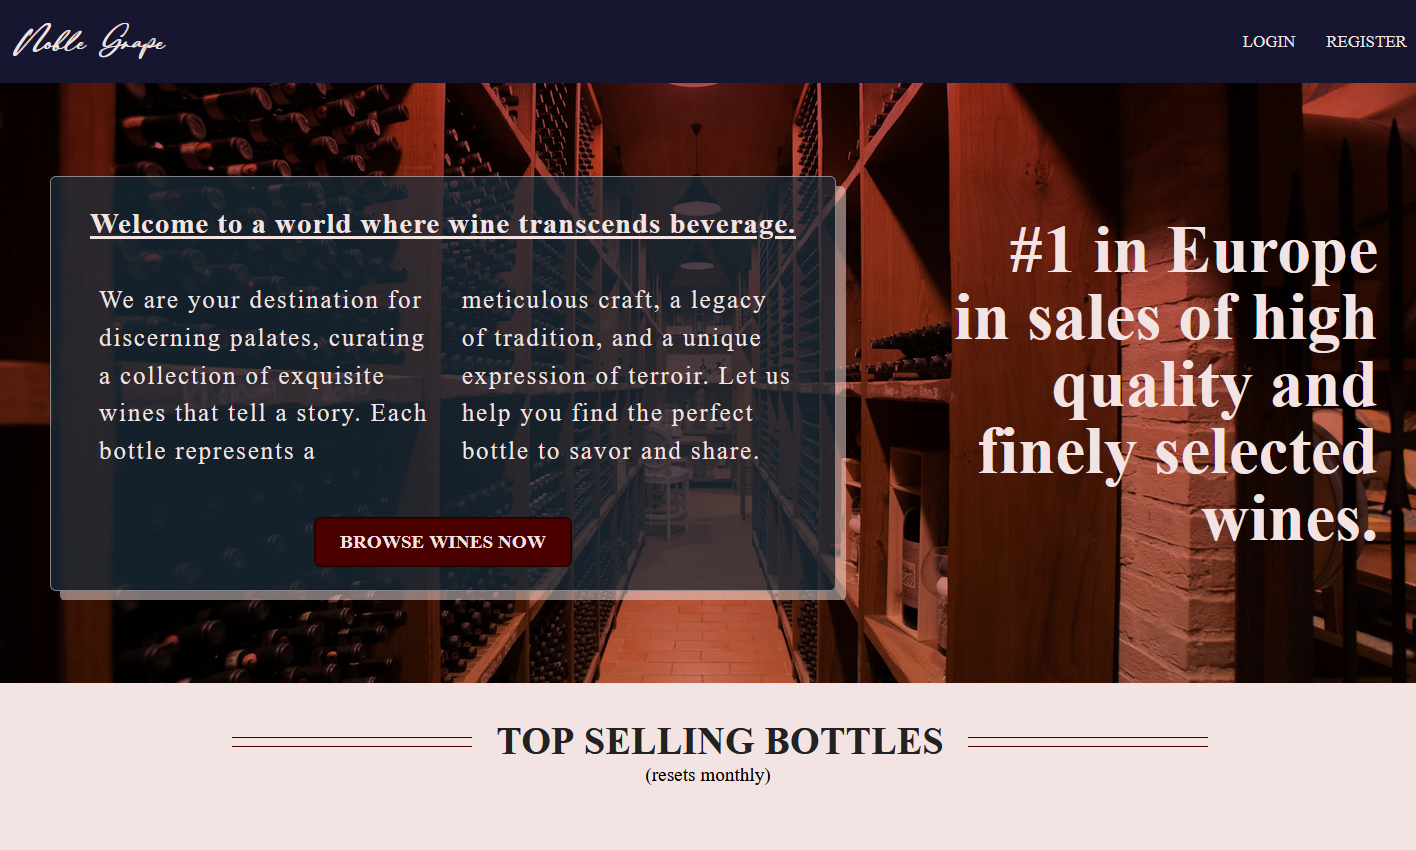 Noble Grape
LOGIN
REGISTER
Welcome to a world where wine transcends beverage.
We are your destination for
discerning palates, curating
a collection of exquisite
wines that tell a story. Each
bottle represents a
meticulous craft, a legacy
of tradition, and a unique
expression of terroir. Let us
help you find the perfect
bottle to savor and share.
BROWSE WINES NOW
#1 in Europe
in sales of high
quality and
finely selected
wines.
TOP SELLING BOTTLES
(resets monthly)